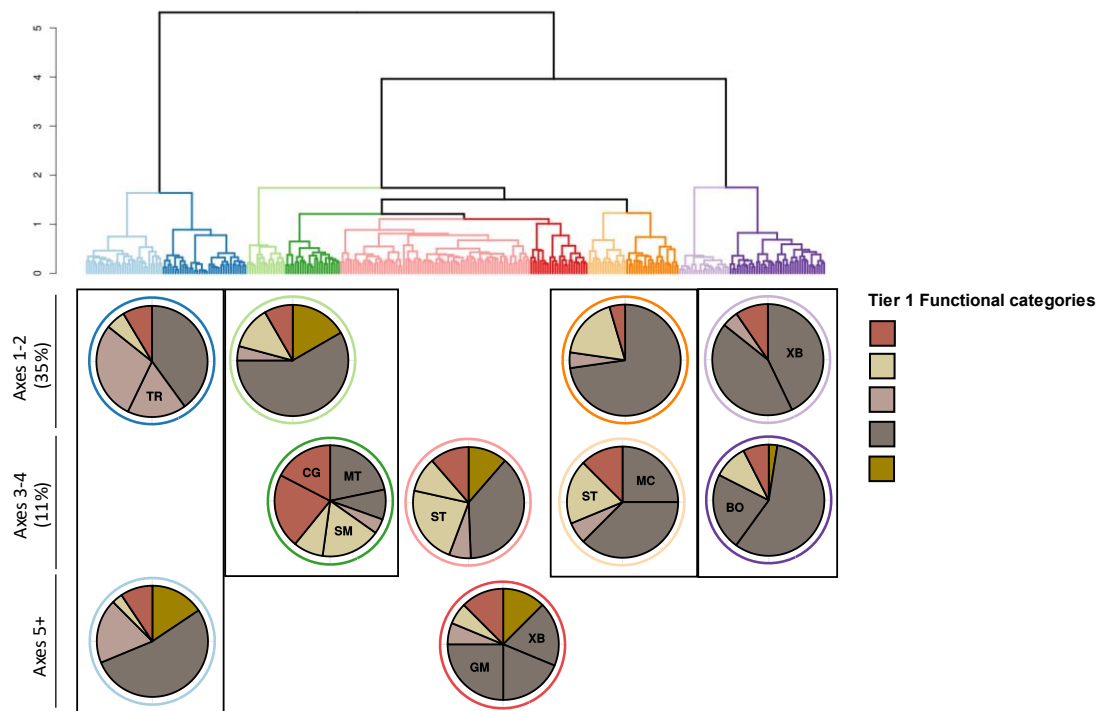 5
4
3
2
1
0
Axes 1-2
(35%)
TR
XB
Tier 1 Functional categories
Axes 3-4
(11%)
CG
MT
SM
ST
ST
MC
BO
Axes 5+
XB
GM